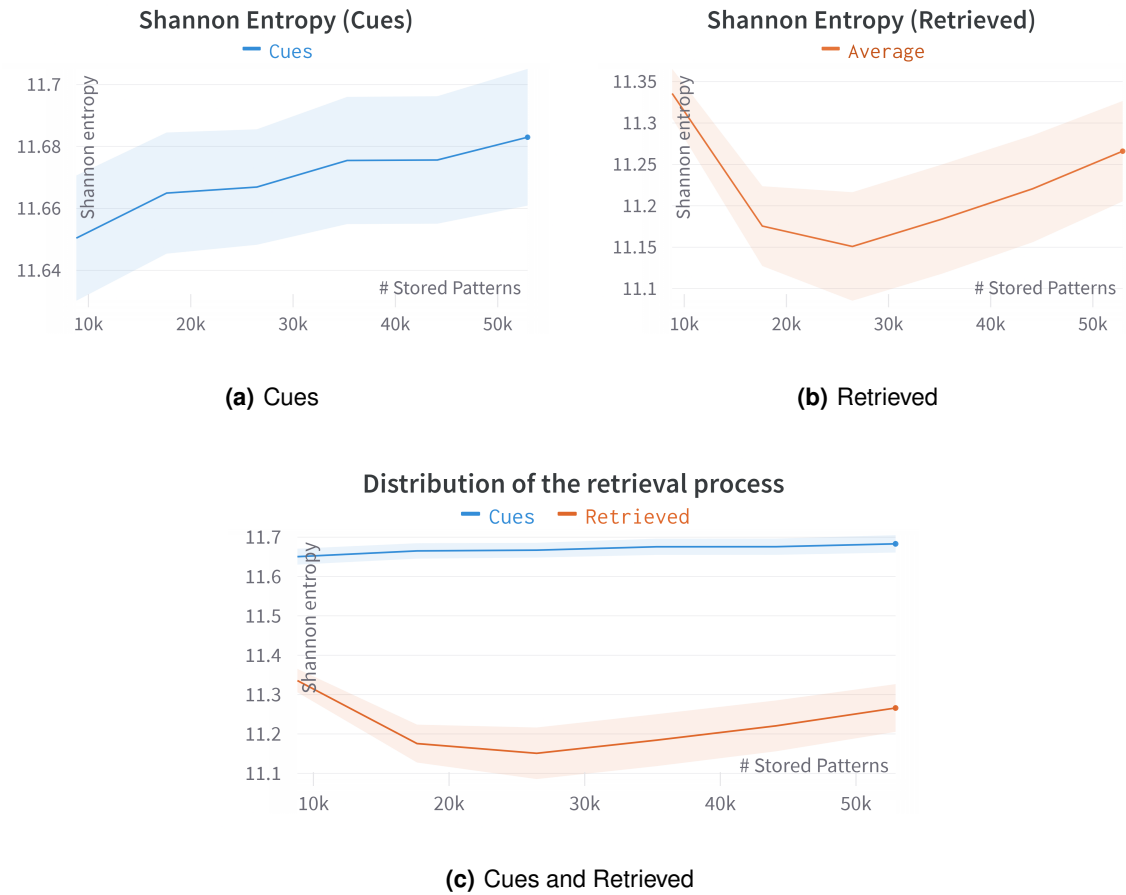 Shannon Entropy (Cues)
Cues
Shannon entropy
11.7
11.68
11.66
11.64
# Stored Patterns
10k 20k 30k 40k 50k
(a) Cues
Shannon Entropy (Retrieved)
Average
Shannon entropy
11.35
11.3
11.25
11.2
11.15
11.1
# Stored Patterns
10k 20k 30k 40k 50k
(b) Retrieved
Distribution of the retrieval process
Cues Retrieved
Shannon entropy
11.7
11.6
11.5
11.4
11.3
11.2
11.1
# Stored Patterns
10k 20k 30k 40k 50k
(c) Cues and Retrieved